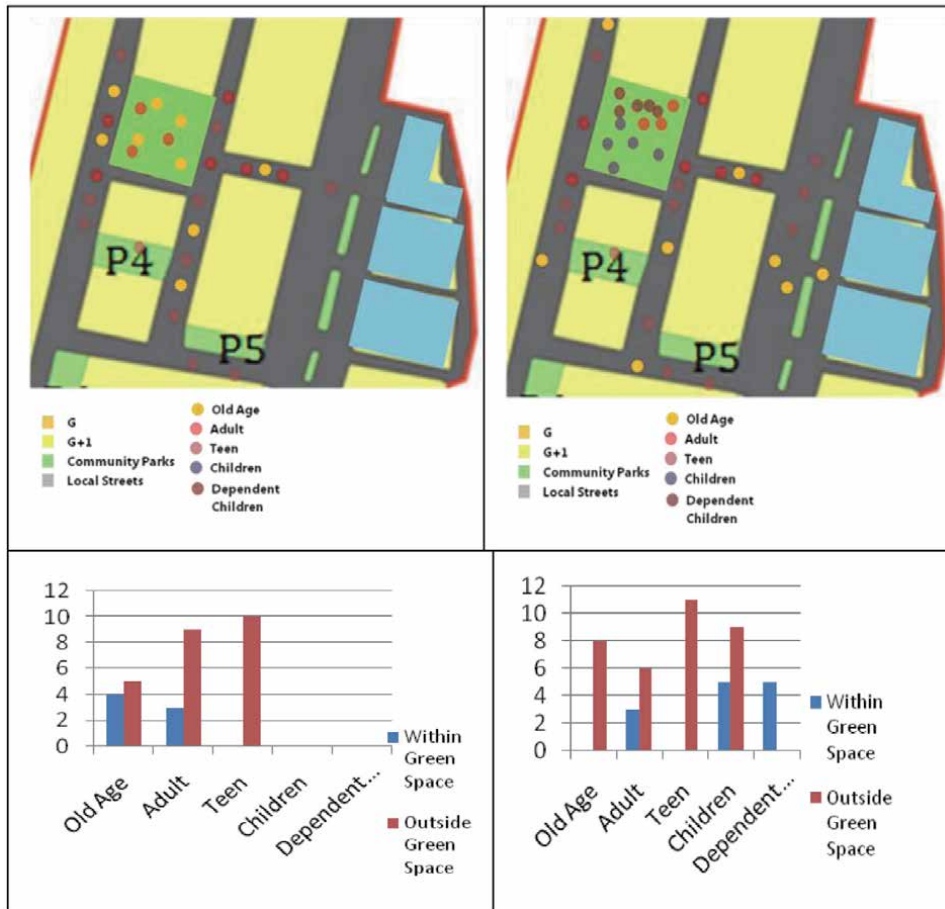 P4
P5
G
G+1
Community Parks
Local Streets
Old Age
Adult
Teen
Children
Dependent
Children
P4
P5
G
G+1
Community Parks
Local Streets
Old Age
Adult
Teen
Children
Dependent
Children
12
10
8
6
4
2
0
Old Age
Adult
Teen
Children
Dependent...
Within
Green
Space
Outside
Green
Space
12
10
8
6
4
2
0
Old Age
Adult
Teen
Children
Dependent...
Within
Green
Space
Outside
Green
Space